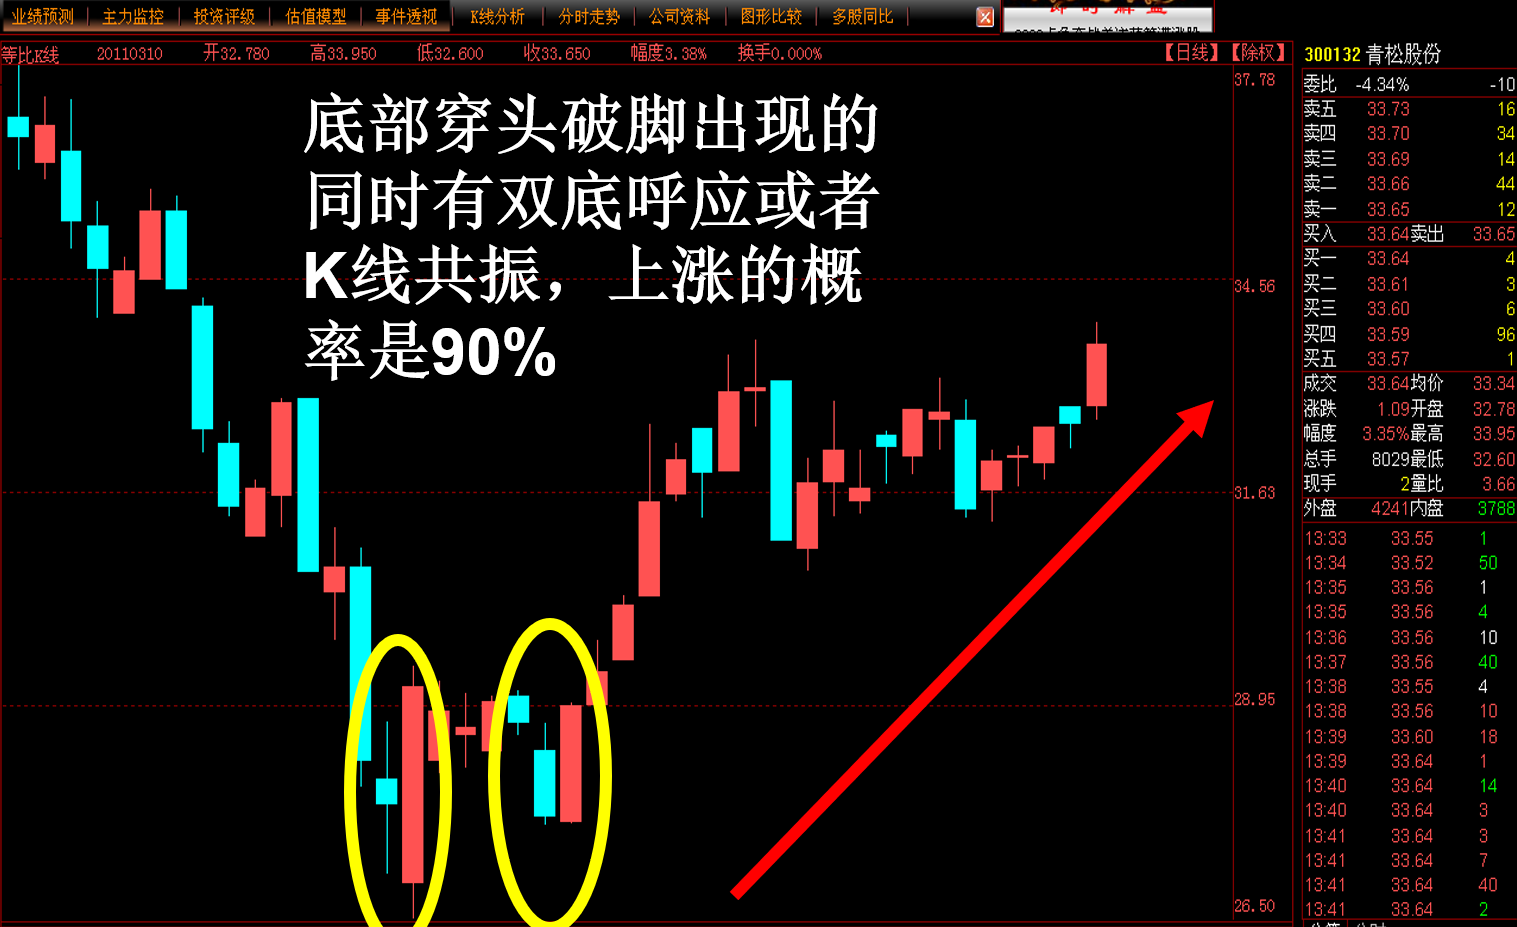 业绩预测 主力监控 投资评级 估值模型 事件透视 K线分析 分时走势 公司资料 图形比较 多股同比
等比K线 20110310 开32.780 高33.950 低32.600 收33.650 幅度3.38% 换手0.000% 【日线】【除权】
37.78
底部穿头破脚出现的
同时有双底呼应或者
K线共振，上涨的概
率是90%
34.56
31.63
28.95
26.50
300132 青松股份
委比 -4.34% -10
卖五 33.73 16
卖四 33.70 34
卖三 33.69 14
卖二 33.66 44
卖一 33.65 12
买入 33.64 卖出 33.65
买一 33.64 4
买二 33.61 3
买三 33.60 6
买四 33.59 96
买五 33.57 1
成交 33.64 均价 33.34
涨跌 1.09 开盘 32.78
幅度 3.35% 最高 33.95
总手 8029 最低 32.60
现手 2 量比 3.66
外盘 4241 内盘 3788
13:33 33.55 1
13:34 33.52 50
13:35 33.56 1
13:35 33.56 4
13:36 33.56 10
13:37 33.56 40
13:38 33.55 4
13:38 33.56 10
13:39 33.60 18
13:39 33.64 1
13:40 33.64 14
13:40 33.64 3
13:41 33.64 3
13:41 33.64 7
13:41 33.64 40
13:41 33.64 2